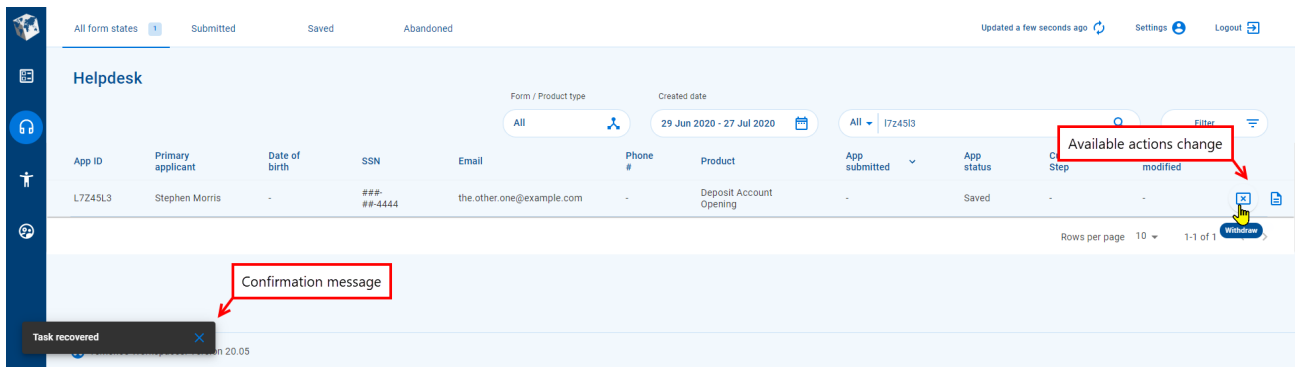 All form states 1 Submitted Saved Abandoned Updated a few seconds ago Settings Logout
Helpdesk
Form / Product type Created date
All 29 Jun 2020 - 27 Jul 2020 All l7z45l3 Filter
Available actions change
App ID Primary applicant Date of birth SSN Email Phone # Product App submitted App status Step modified
L7Z45L3 Stephen Morris - ###-##-4444 the.other.one@example.com - Deposit Account Opening - Saved - -
Withdraw
Rows per page 10 1-1 of 1
Confirmation message
Task recovered
20.05